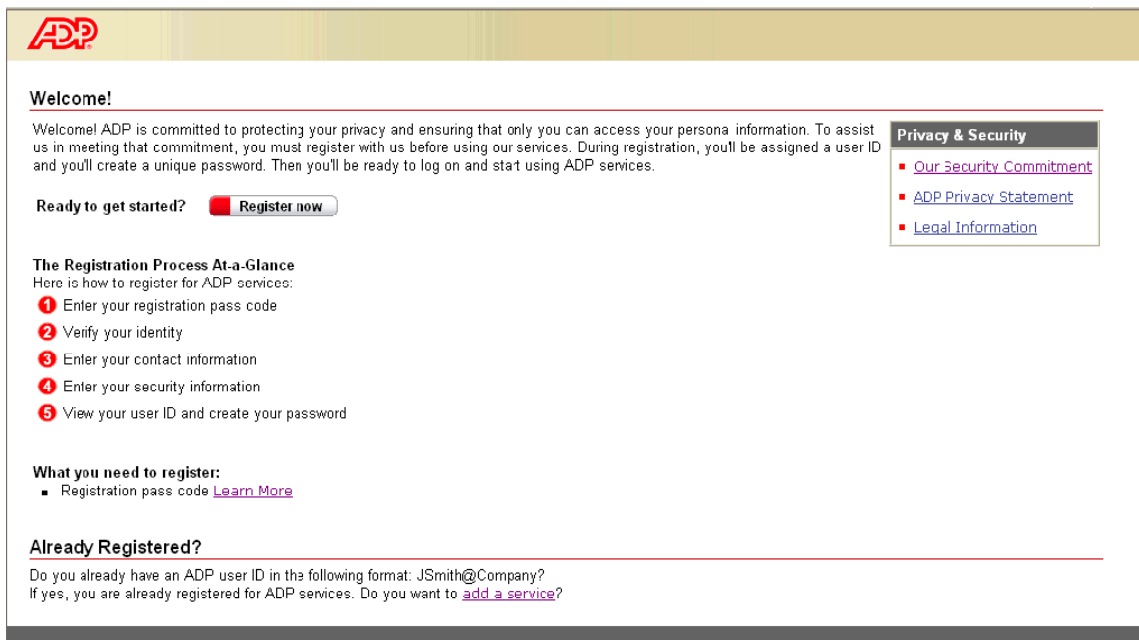 ADP
Welcome!
Welcome! ADP is committed to protecting your privacy and ensuring that only you can access your persona information. To assist
us in meeting that commitment, you must register with us before using our services. During registration, you'll be assigned a user ID
and you'll create a unique password. Then you'll be ready to log on and start using ADP services.
Privacy & Security
Our Security Commitment
ADP Privacy Statement
Legal Information
Ready to get started? Register now
The Registration Process At-a-Glance
Here is how to register for ADP services:
1 Enter your registration pass code
2 Verify your identity
3 Enter your contact information
4 Enter your security information
5 View your user ID and create your password
What you need to register:
Registration pass code Learn More
Already Registered?
Do you already have an ADP user ID in the following format: JSmith@Company?
If yes, you are already registered for ADP services. Do you want to add a service?